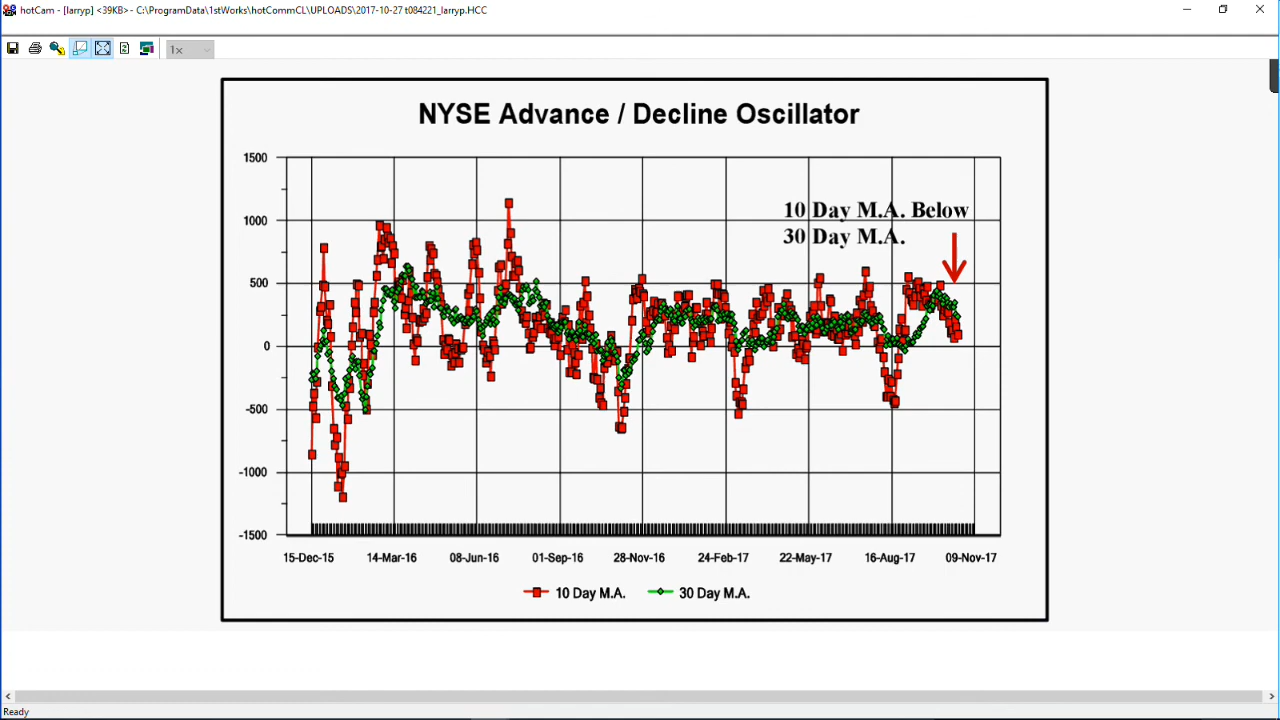 hotCam - [larryp] <39KB> - C:\ProgramData\1stWorks\hotCommCL\UPLOADS\2017-10-27 t084221_larryp.HCC
1x
NYSE Advance / Decline Oscillator
1500
1000
500
0
-500
-1000
-1500
10 Day M.A. Below
30 Day M.A.
15-Dec-15 14-Mar-16 08-Jun-16 01-Sep-16 28-Nov-16 24-Feb-17 22-May-17 16-Aug-17 09-Nov-17
10 Day M.A. 30 Day M.A.
Ready